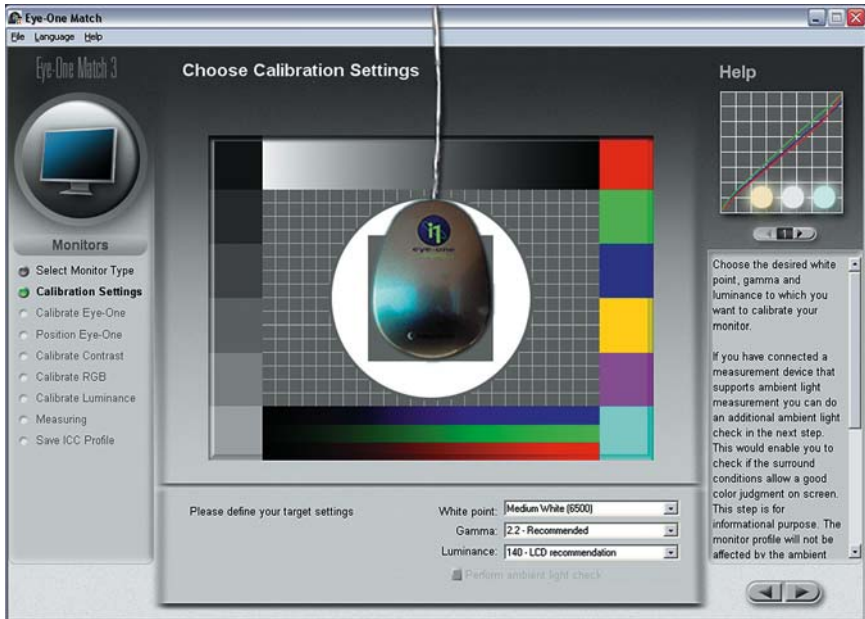 Eye-One Match
File Language Help
Eye-One Match 3
Choose Calibration Settings
Help
i1
eye-one
1
Monitors
Select Monitor Type
Calibration Settings
Calibrate Eye-One
Position Eye-One
Calibrate Contrast
Calibrate RGB
Calibrate Luminance
Measuring
Save ICC Profile
Please define your target settings
White point: Medium White (6500)
Gamma: 2.2 - Recommended
Luminance: 140 - LCD recommendation
Perform ambient light check
Choose the desired white
point, gamma and
luminance to which you
want to calibrate your
monitor.
If you have connected a
measurement device that
supports ambient light
measurement you can do
an additional ambient light
check in the next step.
This would enable you to
check if the surround
conditions allow a good
color judgment on screen.
This step is for
informational purpose. The
monitor profile will not be
affected by the ambient